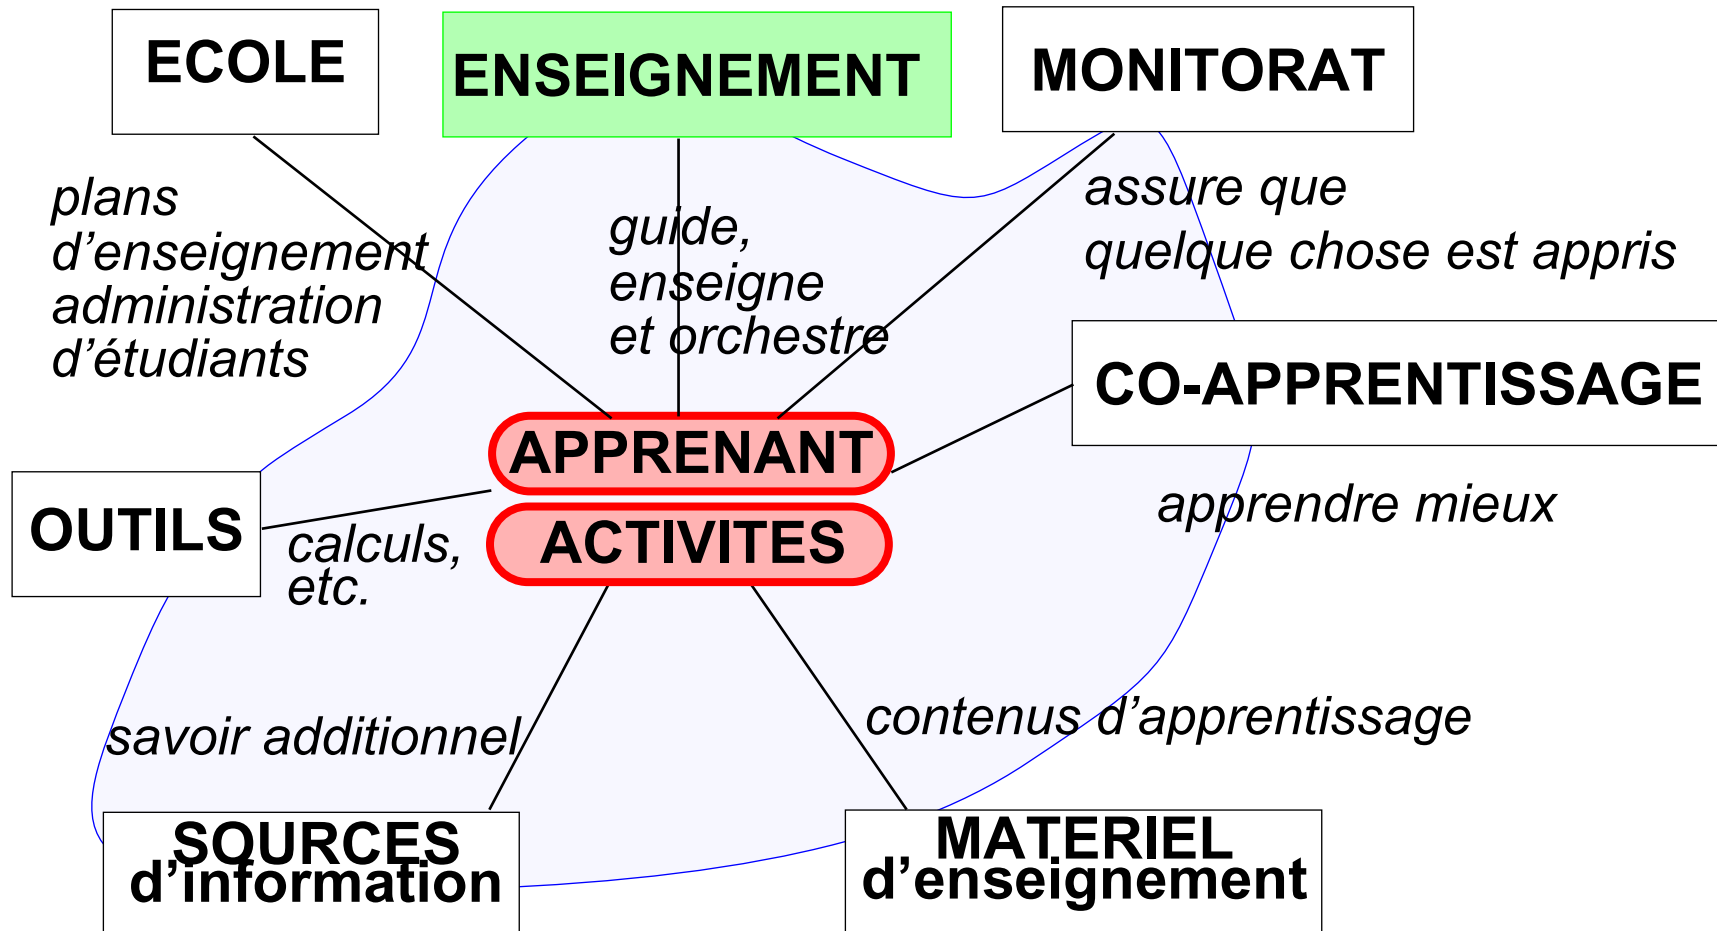 ECOLE
ENSEIGNEMENT
MONITORAT
plans
d’enseignement
administration
d’étudiants
guide,
enseigne
et orchestre
assure que
quelque chose est appris
CO-APPRENTISSAGE
APPRENANT
ACTIVITES
apprendre mieux
OUTILS
calculs,
etc.
savoir additionnel
contenus d’apprentissage
SOURCES
d’information
MATERIEL
d’enseignement